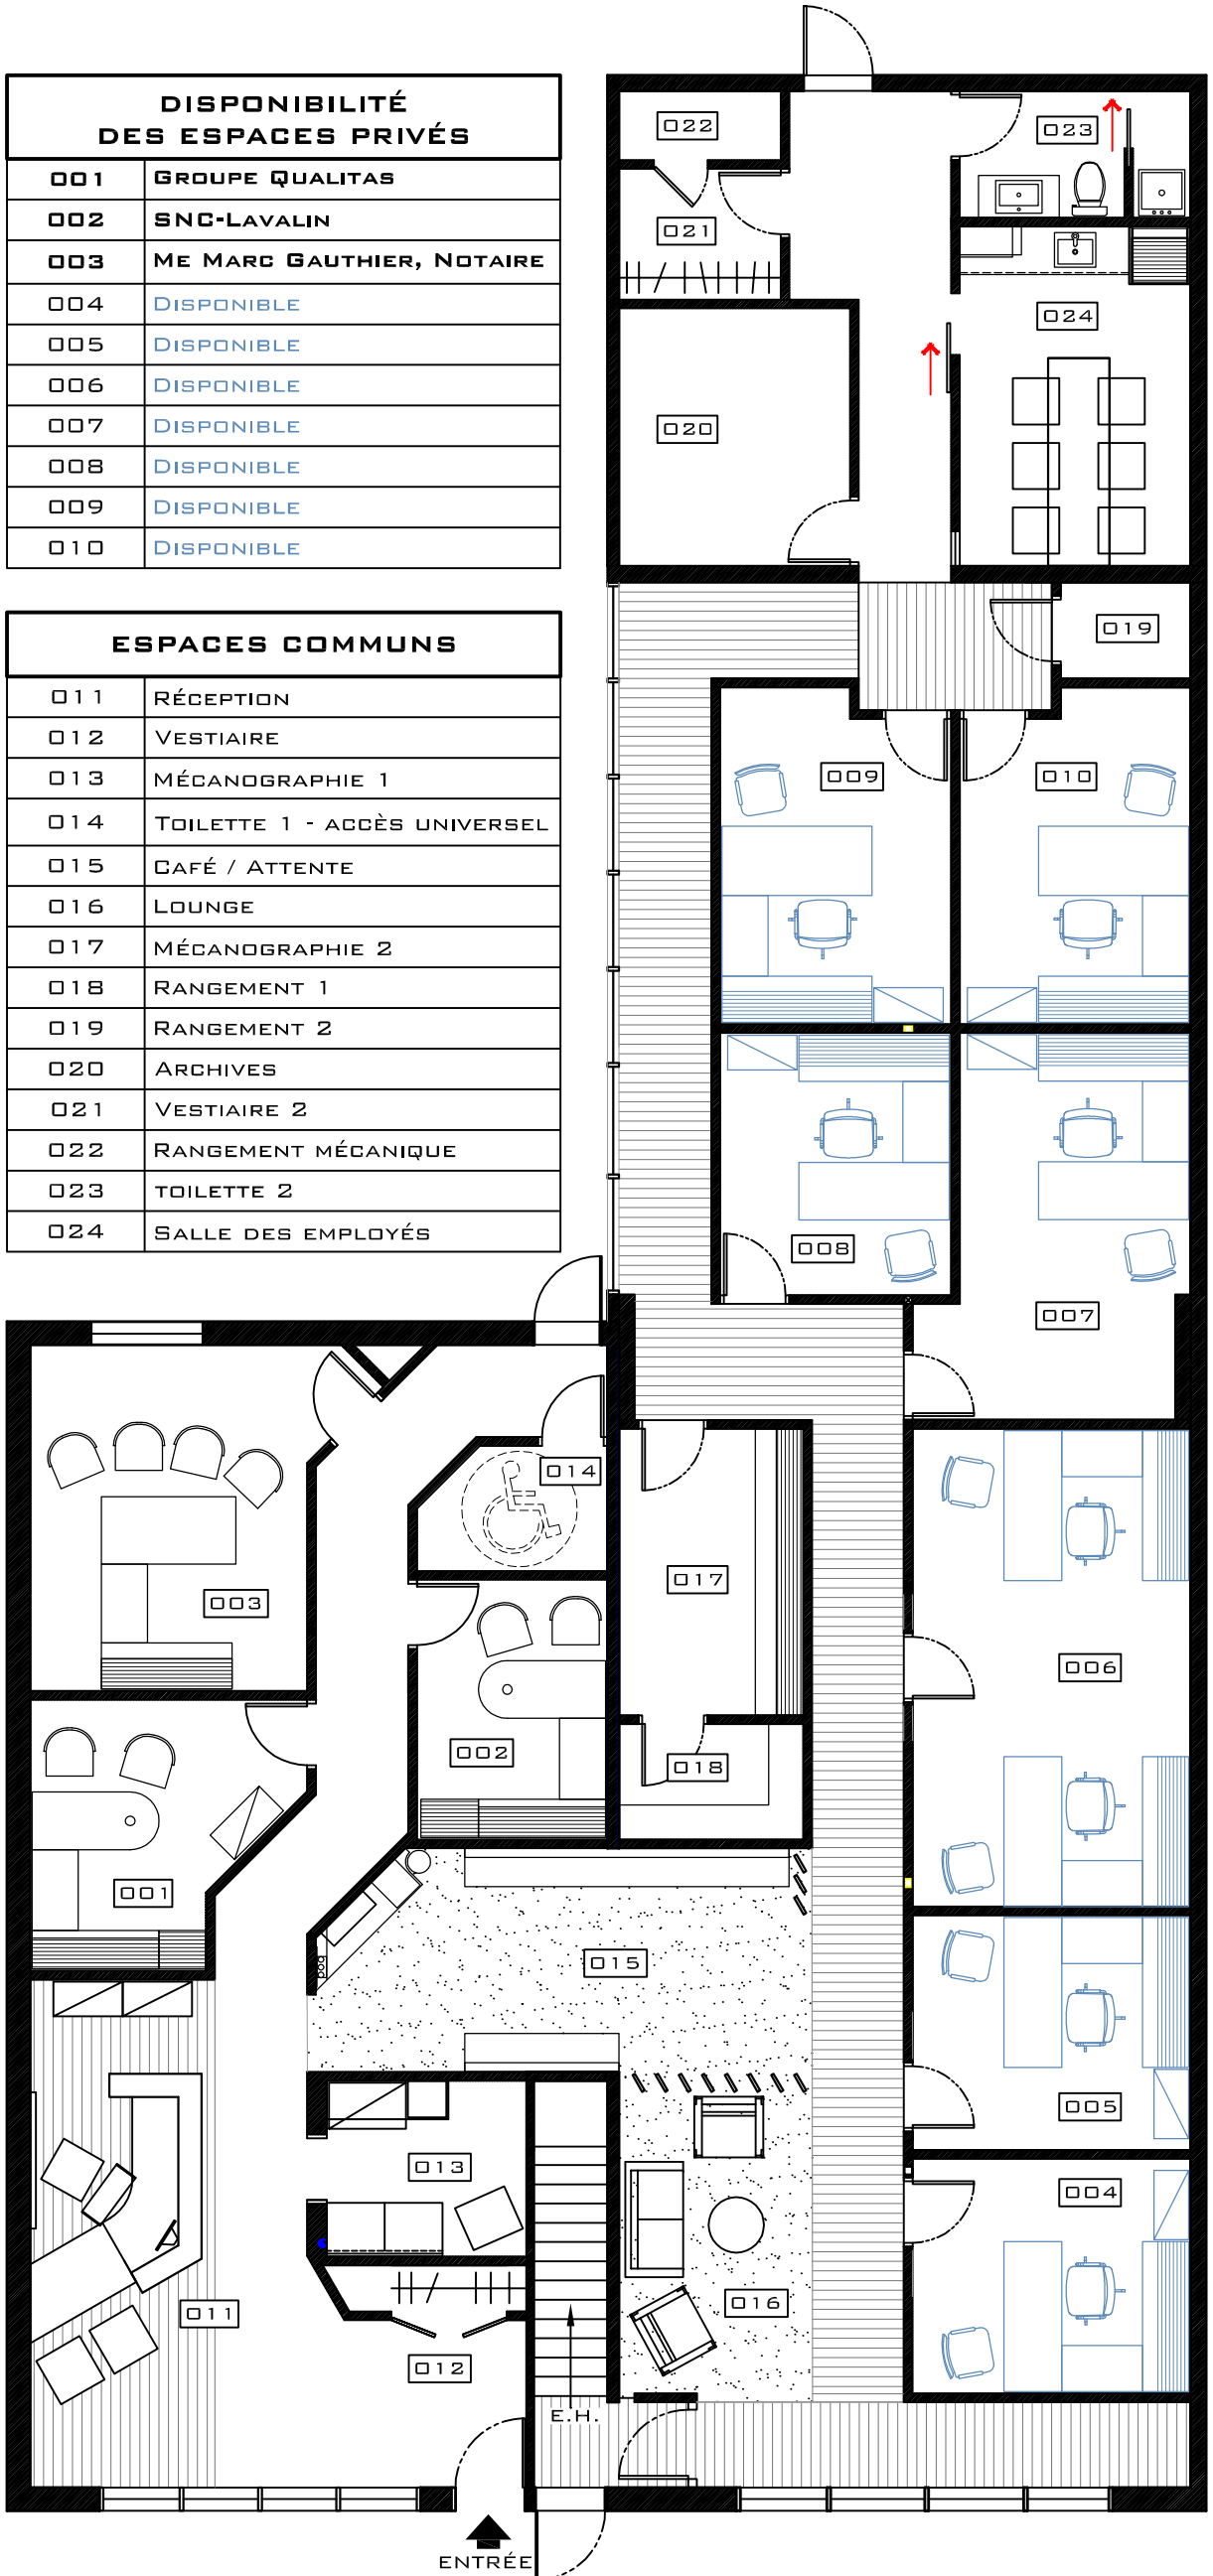 DISPONIBILITÉ
DES ESPACES PRIVÉS
001 GROUPE QUALITAS
002 SNC-LAVALIN
003 ME MARC GAUTHIER, NOTAIRE
004 DISPONIBLE
005 DISPONIBLE
006 DISPONIBLE
007 DISPONIBLE
008 DISPONIBLE
009 DISPONIBLE
010 DISPONIBLE
ESPACES COMMUNS
011 RÉCEPTION
012 VESTIAIRE
013 MÉCANOGRAPHIE 1
014 TOILETTE 1 - ACCÈS UNIVERSEL
015 CAFÉ / ATTENTE
016 LOUNGE
017 MÉCANOGRAPHIE 2
018 RANGEMENT 1
019 RANGEMENT 2
020 ARCHIVES
021 VESTIAIRE 2
022 RANGEMENT MÉCANIQUE
023 TOILETTE 2
024 SALLE DES EMPLOYÉS
022
023
021
024
020
019
009
010
008
007
014
003
017
006
002
018
001
015
005
013
004
016
011
012
E.H.
ENTRÉE